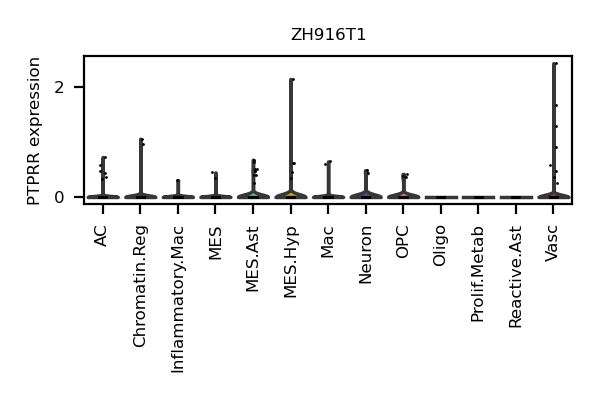 ZH916T1
PTPRR expression
2
0
AC
Chromatin.Reg
Inflammatory.Mac
MES
MES.Ast
MES.Hyp
Mac
Neuron
OPC
Oligo
Prolif.Metab
Reactive.Ast
Vasc